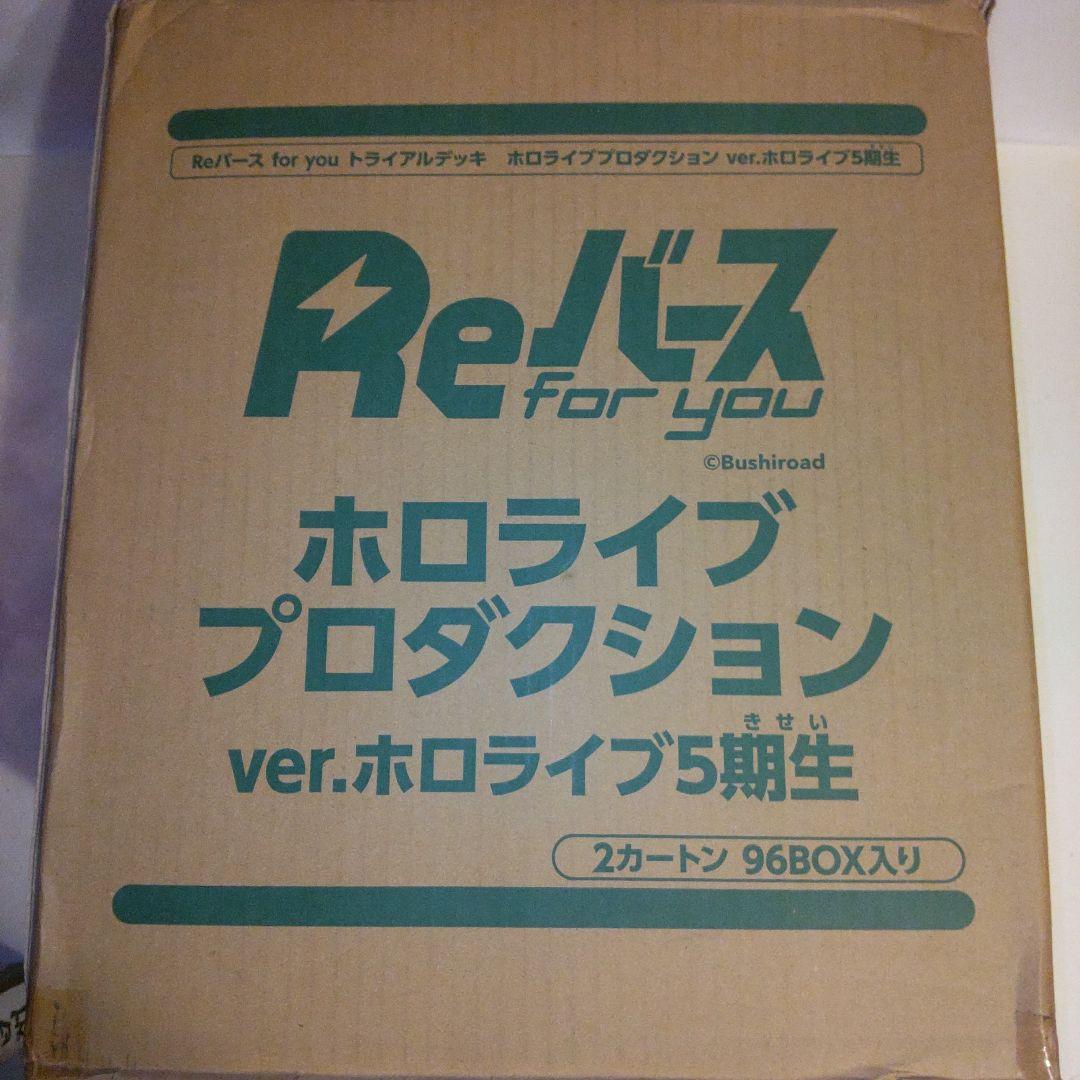 Reバース for you トライアルデッキ　ホロライブプロダクション ver.ホロライブ5期生
Reバース
for you
©Bushiroad
ホロライブ
プロダクション
きせい
ver.ホロライブ5期生
2カートン 96BOX入り